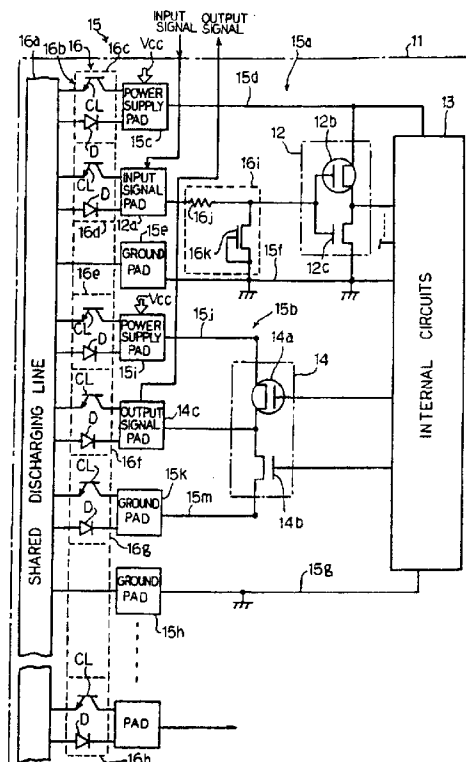 INPUT OUTPUT
15 SIGNAL SIGNAL
16a 16 16c 15a 11
16b Vcc 15d 13
CL POWER SUPPLY PAD 12b
D 15c 12
CL INPUT SIGNAL PAD 16i
D 16j
16d 12a 15e 16k 12c
GROUND PAD 15f
16e Vcc 15j 15b
CL POWER SUPPLY PAD 14a
D 15i 14
CL OUTPUT SIGNAL PAD 14c
D
16f 15k 14b
CL GROUND PAD 15m
D
16g
GROUND PAD 15g
15h
CL
D PAD
16h
SHARED DISCHARGING LINE
INTERNAL CIRCUITS